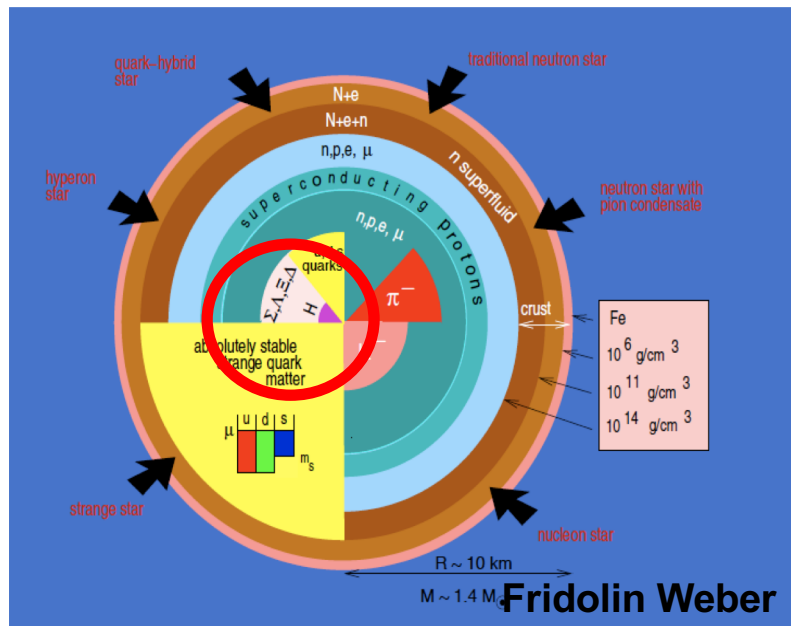 quark–hybrid
star
traditional neutron star
N+e
N+e+n
n,p,e, μ
n superfluid
hyperon
star
neutron star with
pion condensate
superconducting protons
n,p,e, μ
quarks
Σ,Λ,Ξ,Δ
H
π⁻
crust
Fe
10⁶ g/cm³
10¹¹ g/cm³
10¹⁴ g/cm³
absolutely stable
strange quark
matter
μ u d s
mₛ
strange star
nucleon star
R ~ 10 km
M ~ 1.4 M
Fridolin Weber